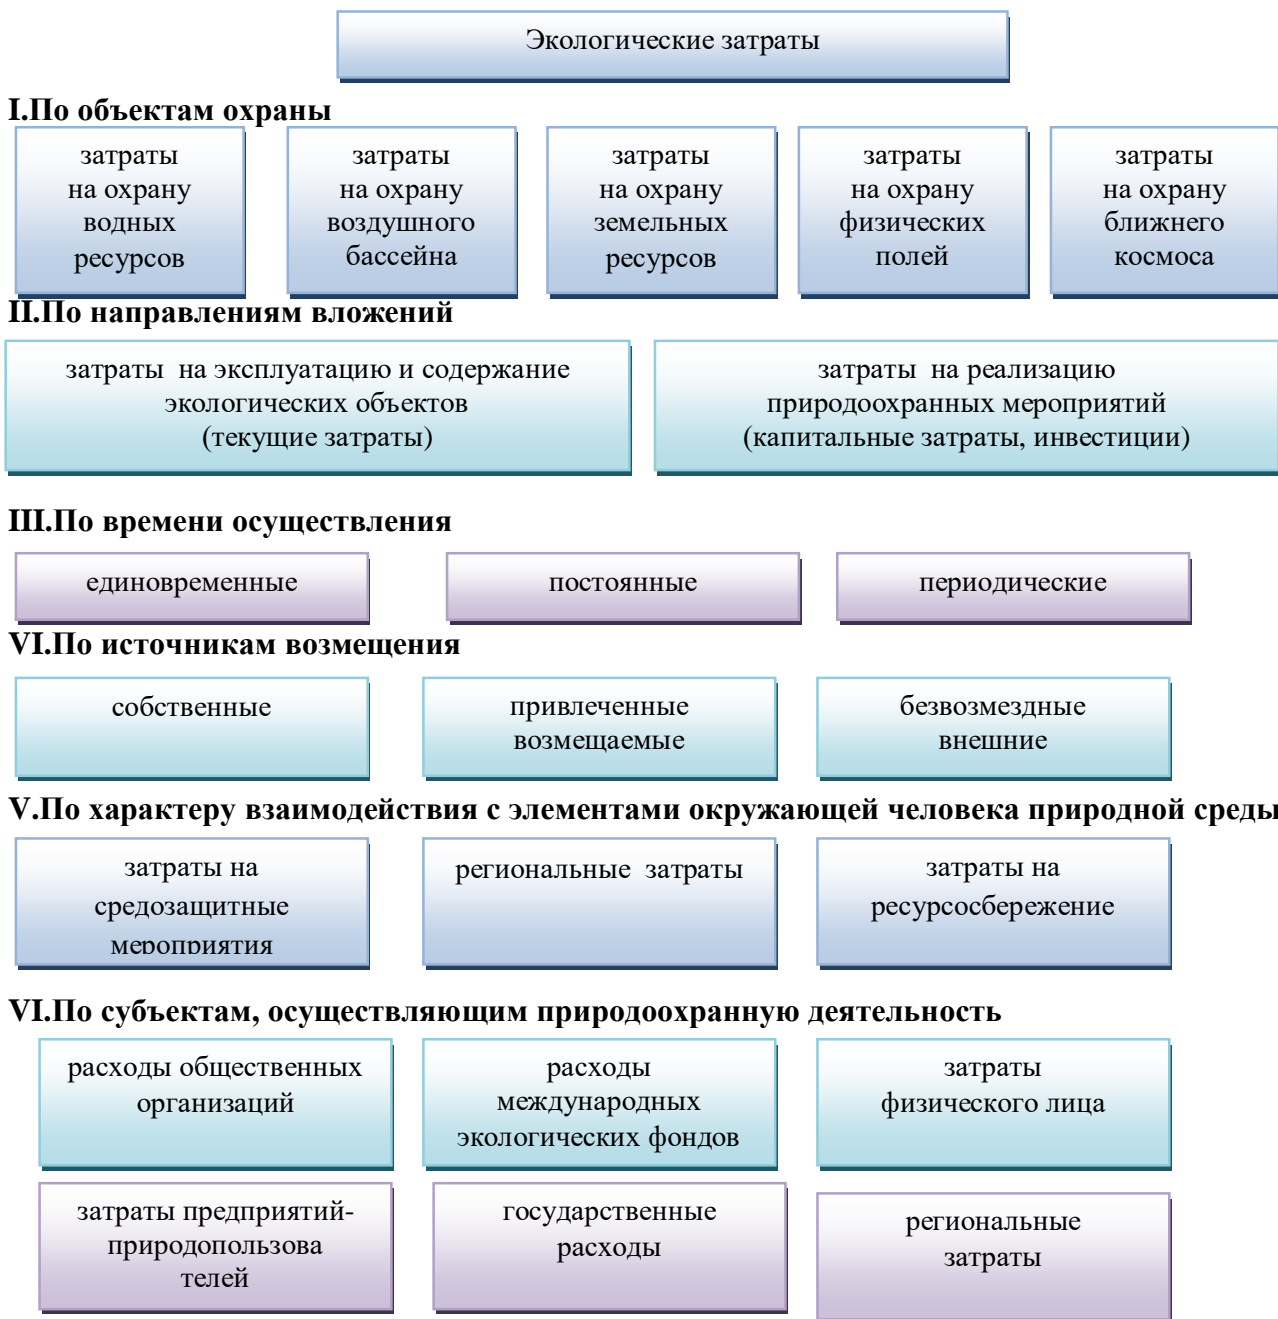 Экологические затраты
I.По объектам охраны
затраты
на охрану
водных
ресурсов
затраты
на охрану
воздушного
бассейна
затраты
на охрану
земельных
ресурсов
затраты
на охрану
физических
полей
затраты
на охрану
ближнего
космоса
II.По направлениям вложений
затраты на эксплуатацию и содержание
экологических объектов
(текущие затраты)
затраты на реализацию
природоохранных мероприятий
(капитальные затраты, инвестиции)
III.По времени осуществления
единовременные
постоянные
периодические
VI.По источникам возмещения
собственные
привлеченные
возмещаемые
безвозмездные
внешние
V.По характеру взаимодействия с элементами окружающей человека природной среды
затраты на
средозащитные
мероприятия
региональные затраты
затраты на
ресурсосбережение
VI.По субъектам, осуществляющим природоохранную деятельность
расходы общественных
организаций
расходы
международных
экологических фондов
затраты
физического лица
затраты предприятий-
природопользова
телей
государственные
расходы
региональные
затраты